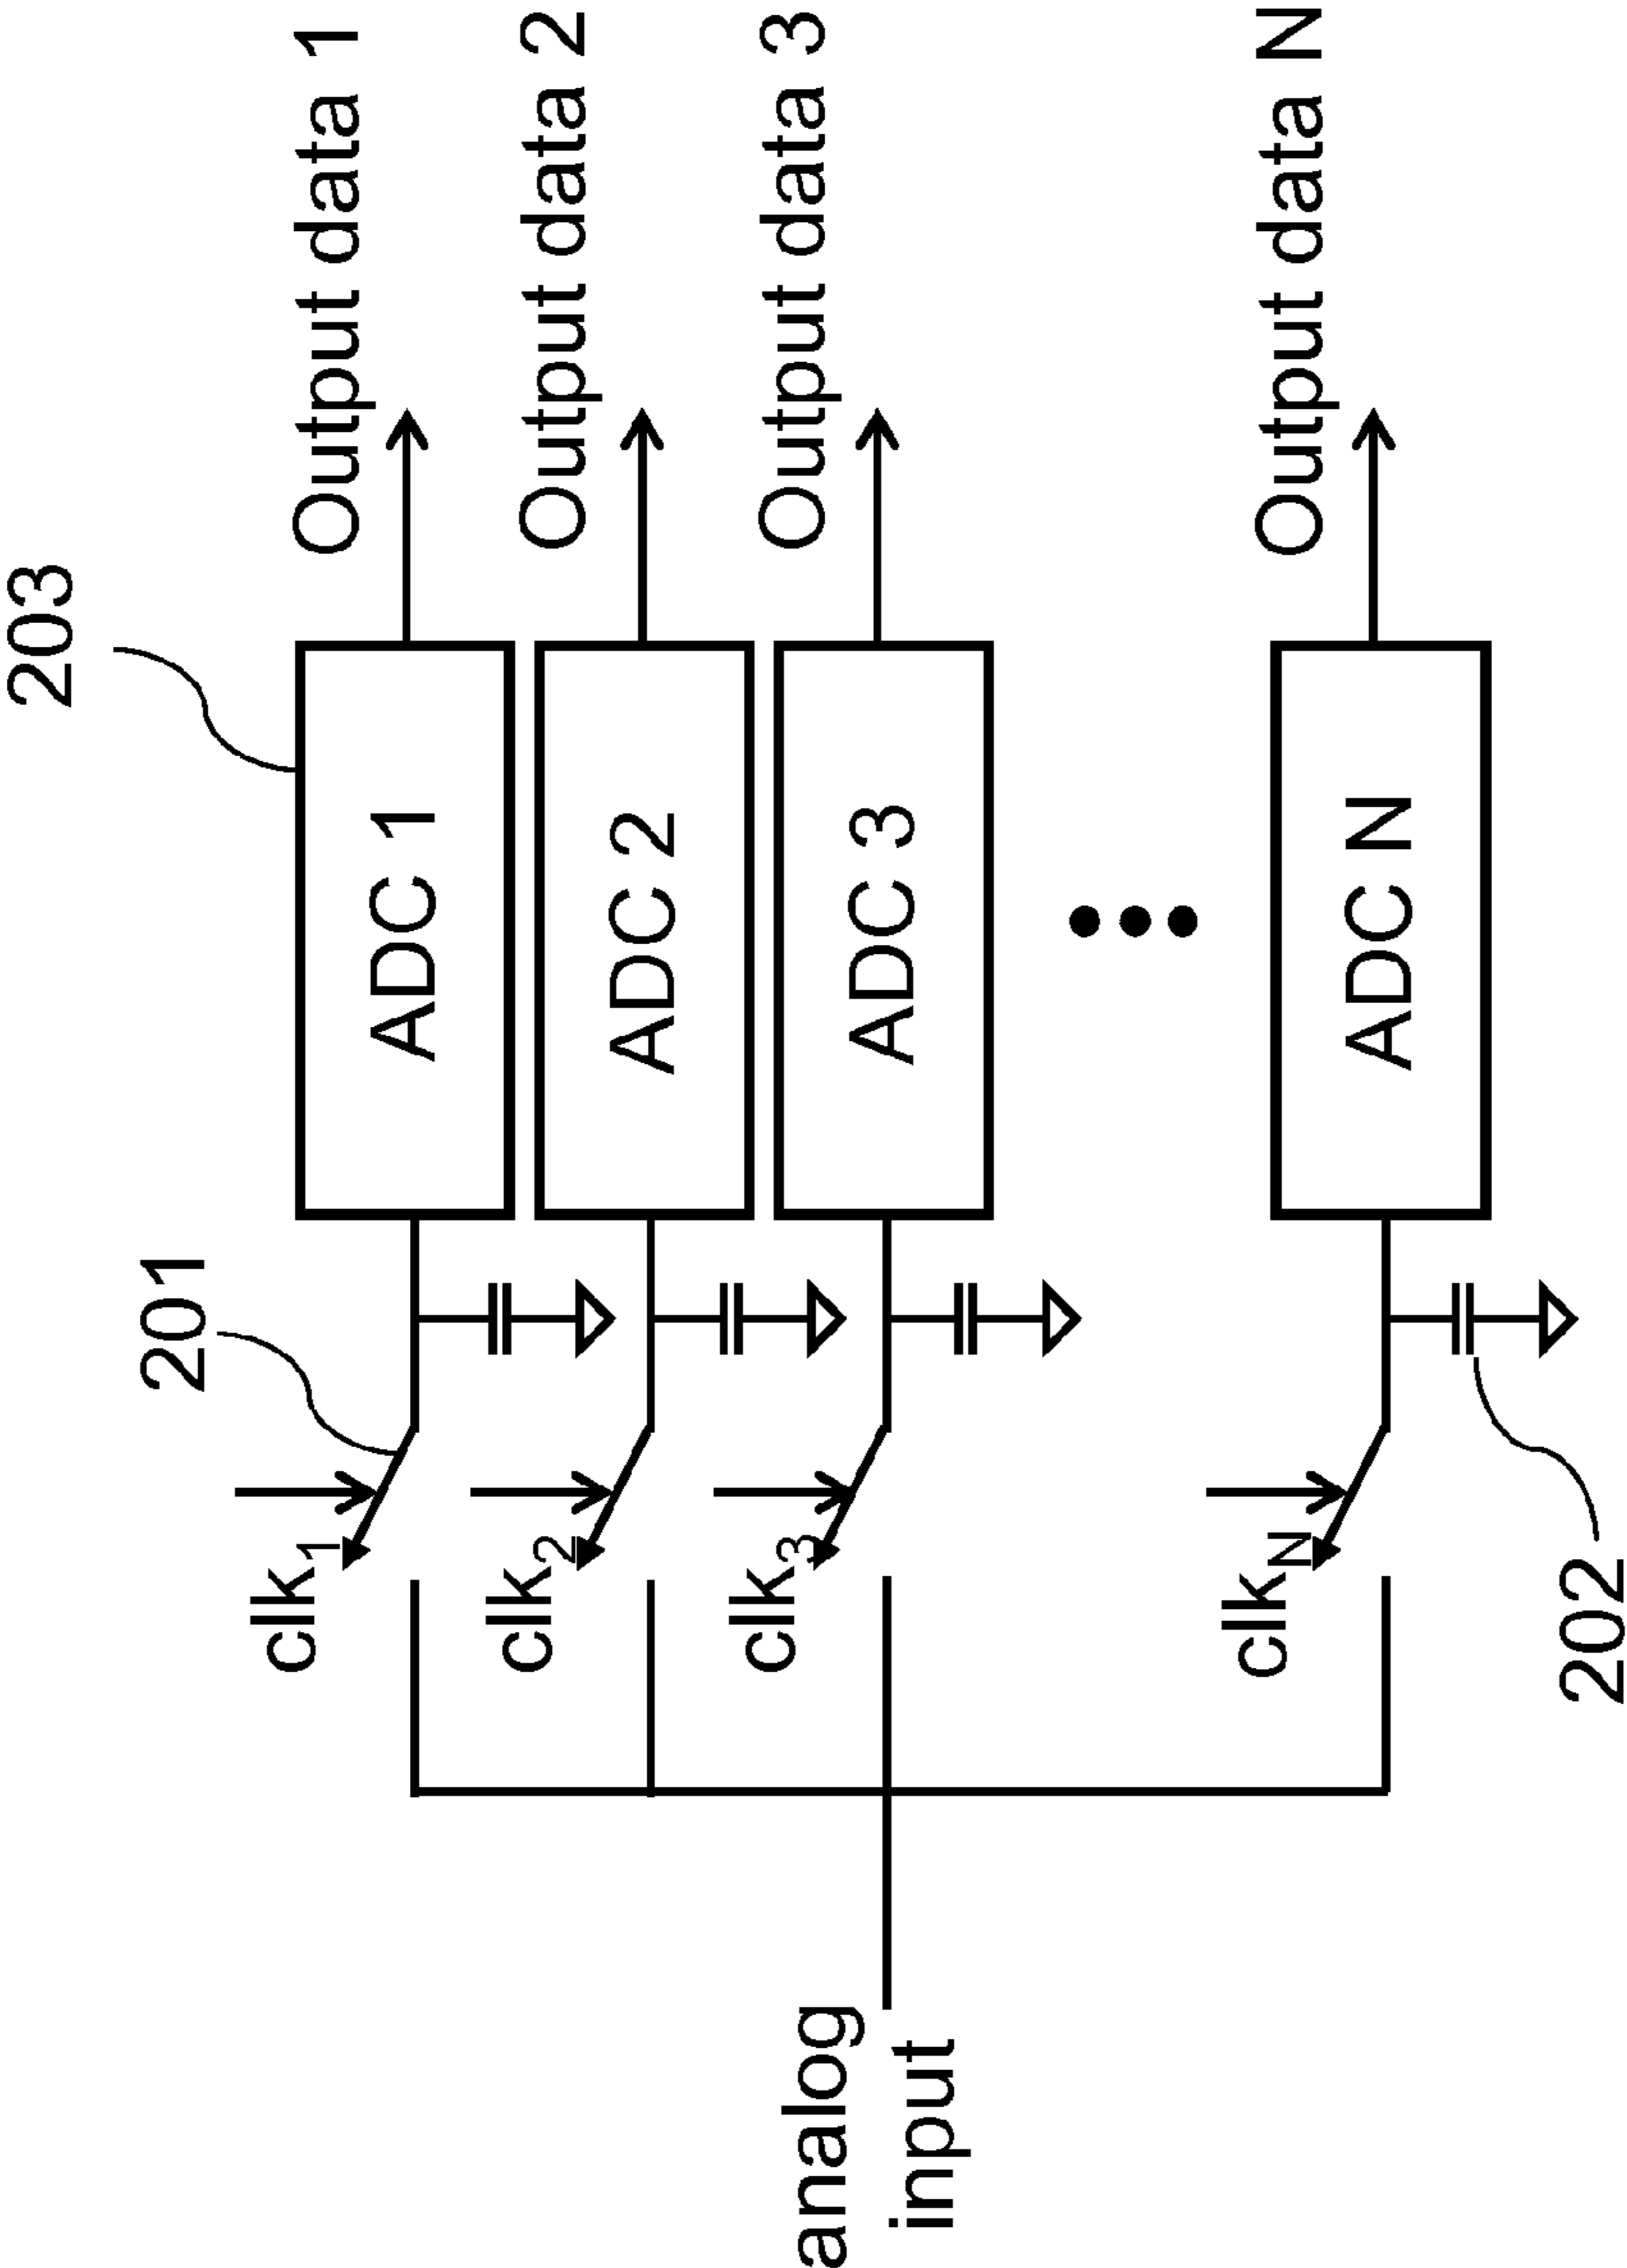 203
201
clk1
ADC 1
Output data 1
clk2
ADC 2
Output data 2
analog
input
clk3
ADC 3
Output data 3
clkN
ADC N
Output data N
202